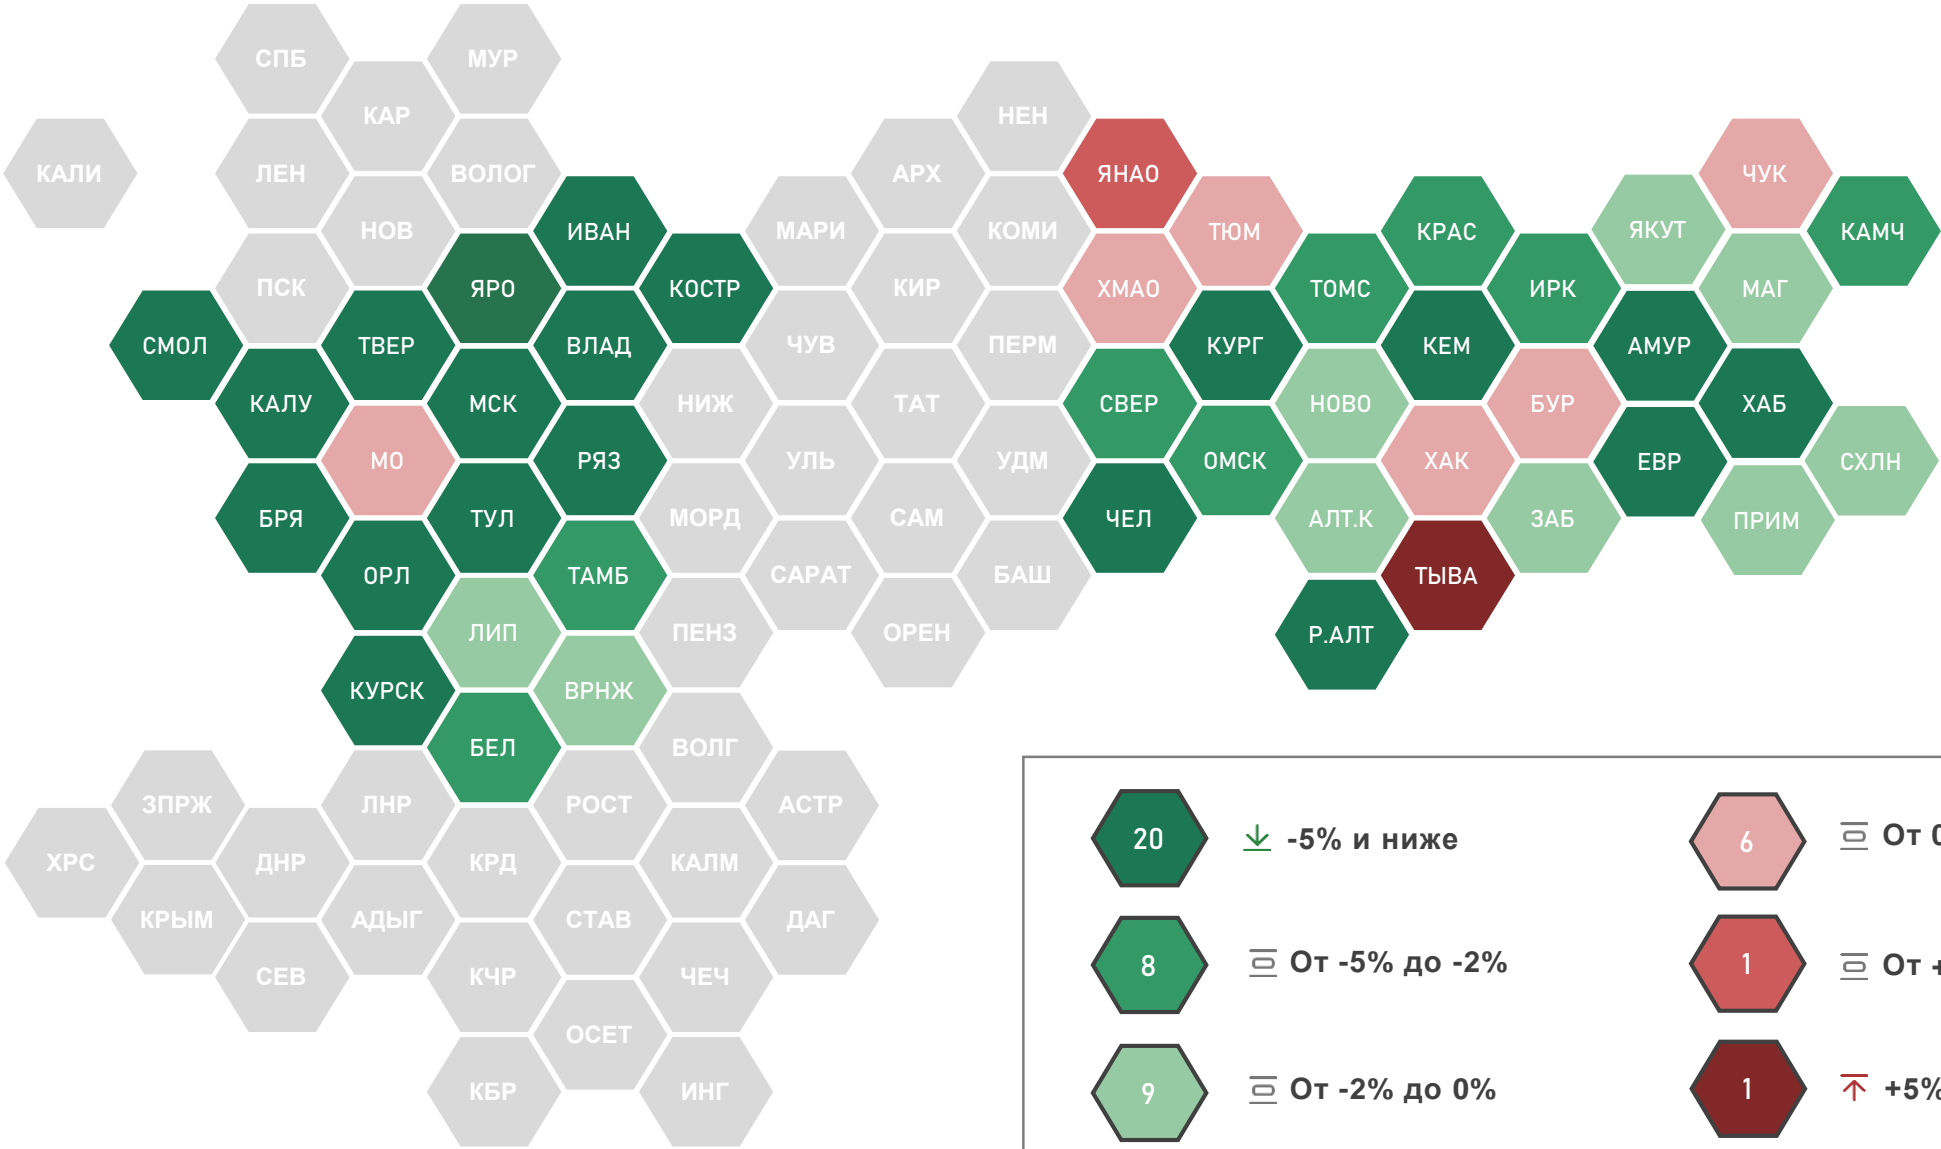 СПБ
МУР
КАР
НЕН
КАЛИ
ЛЕН
ВОЛОГ
АРХ
ЯНАО
ЧУК
НОВ
ИВАН
МАРИ
КОМИ
ТЮМ
КРАС
ЯКУТ
КАМЧ
ПСК
ЯРО
КОСТР
КИР
ХМАО
ТОМС
ИРК
МАГ
СМОЛ
ТВЕР
ВЛАД
ЧУВ
ПЕРМ
КУРГ
КЕМ
АМУР
КАЛУ
МСК
НИЖ
ТАТ
СВЕР
НОВО
БУР
ХАБ
МО
РЯЗ
УЛЬ
УДМ
ОМСК
ХАК
ЕВР
СХЛН
БРЯ
ТУЛ
МОРД
САМ
ЧЕЛ
АЛТ.К
ЗАБ
ПРИМ
ОРЛ
ТАМБ
САРАТ
БАШ
ТЫВА
ЛИП
ПЕНЗ
ОРЕН
Р.АЛТ
КУРСК
ВРНЖ
БЕЛ
ВОЛГ
ЗПРЖ
ЛНР
РОСТ
АСТР
ХРС
ДНР
КРД
КАЛМ
КРЫМ
АДЫГ
СТАВ
ДАГ
СЕВ
КЧР
ЧЕЧ
ОСЕТ
КБР
ИНГ
20 -5% и ниже
6 От 0
8 От -5% до -2%
1 От +
9 От -2% до 0%
1 +5%